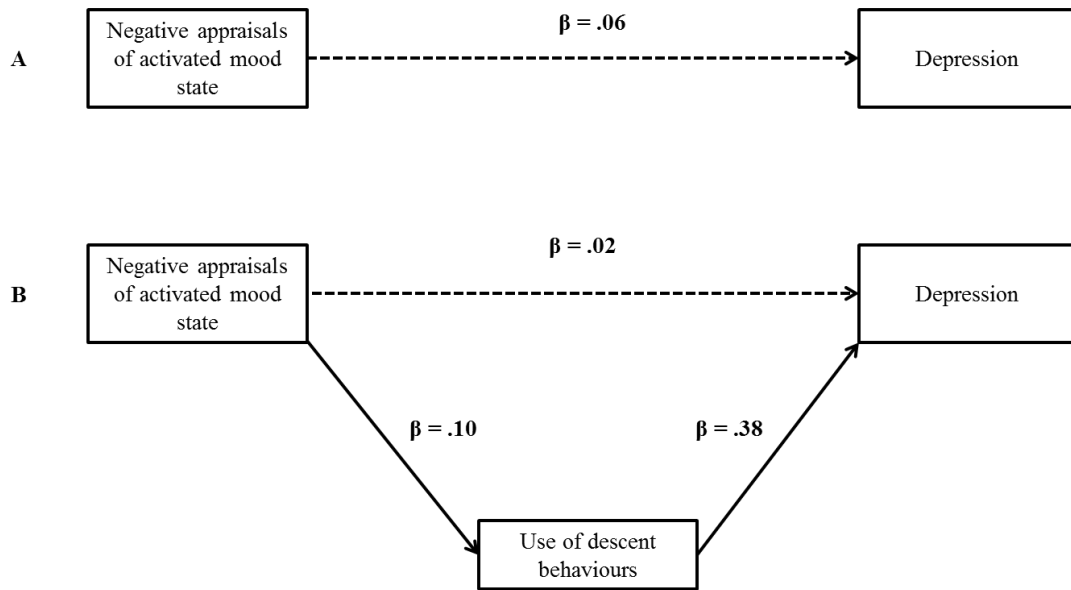 β = .06
A
Negative appraisals
of activated mood
state
Depression
β = .02
B
Negative appraisals
of activated mood
state
Depression
β = .10
β = .38
Use of descent
behaviours